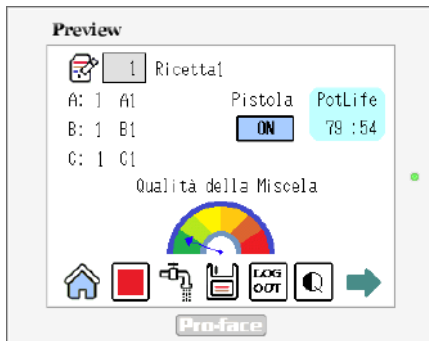 Preview
1 Ricetta1
A: 1 A1 Pistola PotLife
B: 1 B1 ON 79 :54
C: 1 C1
Qualità della Miscela
LOG
OUT
Q
Pro-face